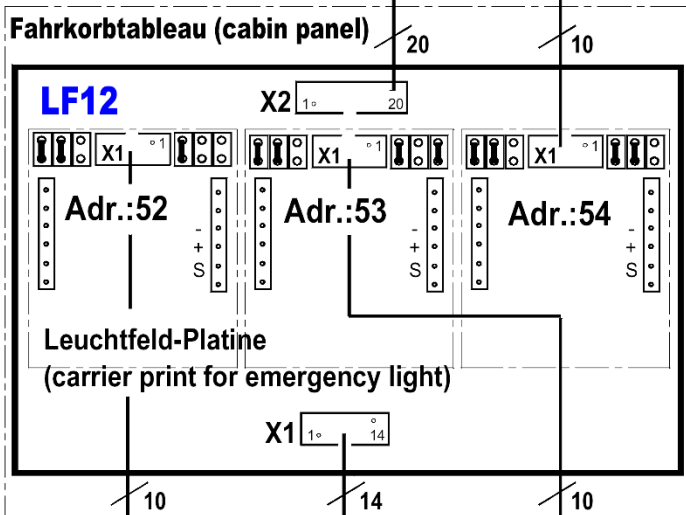 Fahrkorbtableau (cabin panel)
20
10
LF12
X2 1 20
X1 1
X1 1
X1 1
Adr.:52
Adr.:53
Adr.:54
-
+
S
-
+
S
-
+
S
Leuchtfeld-Platine
(carrier print for emergency light)
X1 1 14
10
14
10